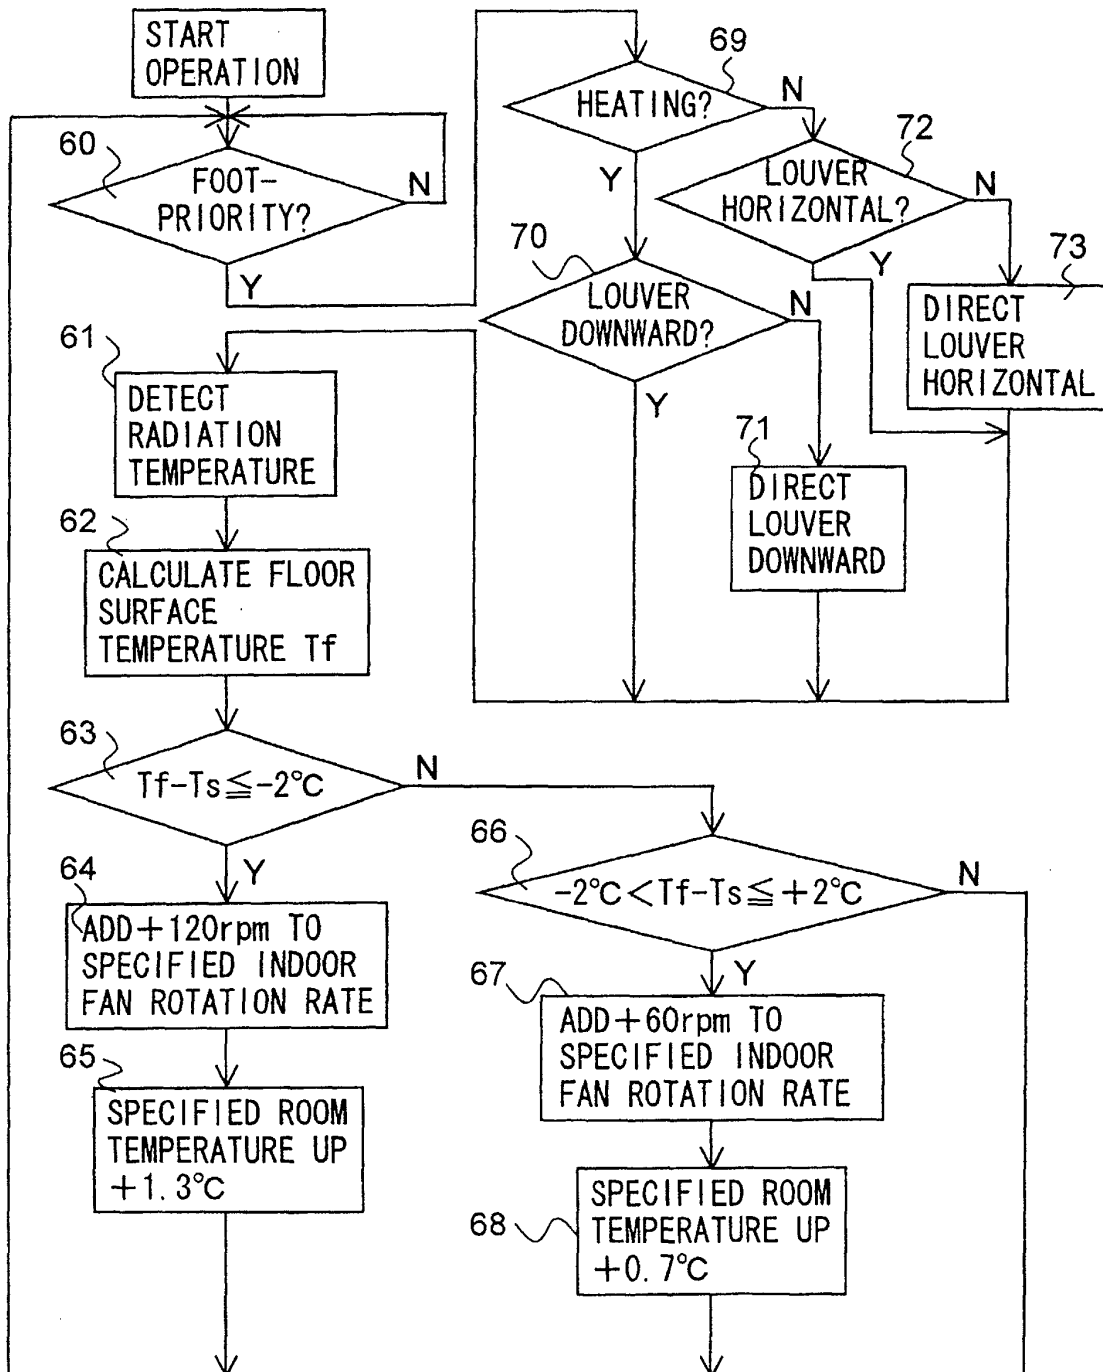 START
OPERATION
60
FOOT-
PRIORITY?
N
Y
69
HEATING?
N
Y
72
LOUVER
HORIZONTAL?
N
Y
73
DIRECT
LOUVER
HORIZONTAL
70
LOUVER
DOWNWARD?
N
Y
71
DIRECT
LOUVER
DOWNWARD
61
DETECT
RADIATION
TEMPERATURE
62
CALCULATE FLOOR
SURFACE
TEMPERATURE Tf
63
Tf-Ts≦-2°C
N
Y
64
ADD+120rpm TO
SPECIFIED INDOOR
FAN ROTATION RATE
65
SPECIFIED ROOM
TEMPERATURE UP
+1.3°C
66
-2°C<Tf-Ts≦+2°C
N
Y
67
ADD+60rpm TO
SPECIFIED INDOOR
FAN ROTATION RATE
68
SPECIFIED ROOM
TEMPERATURE UP
+0.7°C